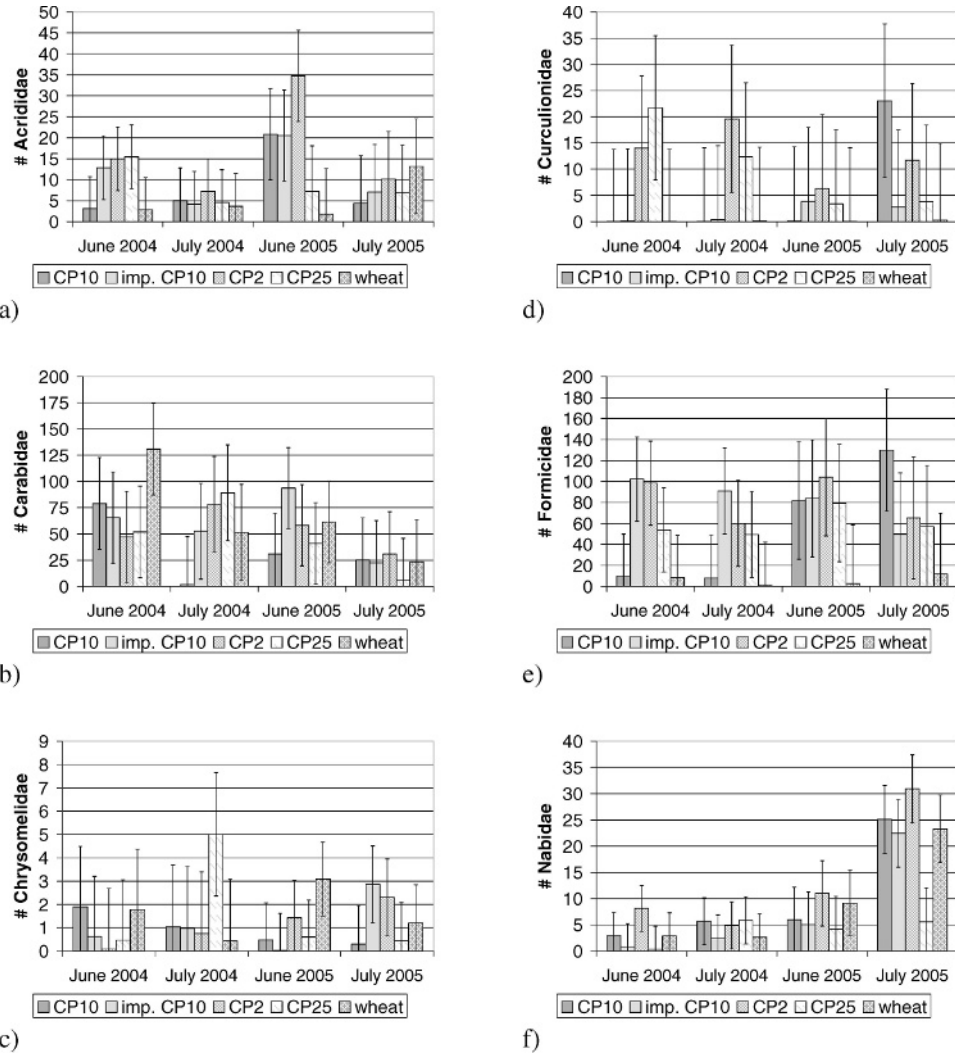 # Acrididae
50
45
40
35
30
25
20
15
10
5
0
June 2004 July 2004 June 2005 July 2005
CP10 imp. CP10 CP2 CP25 wheat
a)
# Carabidae
200
175
150
125
100
75
50
25
0
June 2004 July 2004 June 2005 July 2005
CP10 imp. CP10 CP2 CP25 wheat
b)
# Chrysomelidae
9
8
7
6
5
4
3
2
1
0
June 2004 July 2004 June 2005 July 2005
CP10 imp. CP10 CP2 CP25 wheat
c)
# Curculionidae
40
35
30
25
20
15
10
5
0
June 2004 July 2004 June 2005 July 2005
CP10 imp. CP10 CP2 CP25 wheat
d)
# Formicidae
200
180
160
140
120
100
80
60
40
20
0
June 2004 July 2004 June 2005 July 2005
CP10 imp. CP10 CP2 CP25 wheat
e)
# Nabidae
40
35
30
25
20
15
10
5
0
June 2004 July 2004 June 2005 July 2005
CP10 imp. CP10 CP2 CP25 wheat
f)